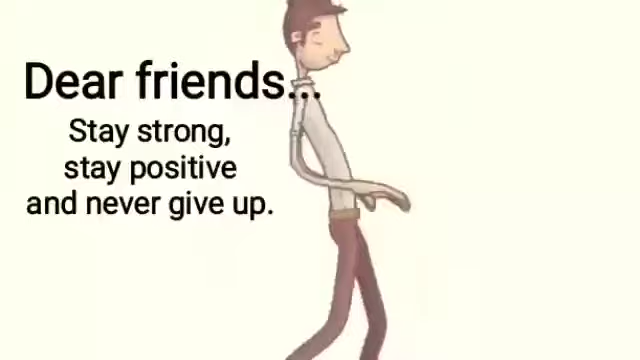 Dear friends...
Stay strong,
stay positive
and never give up.